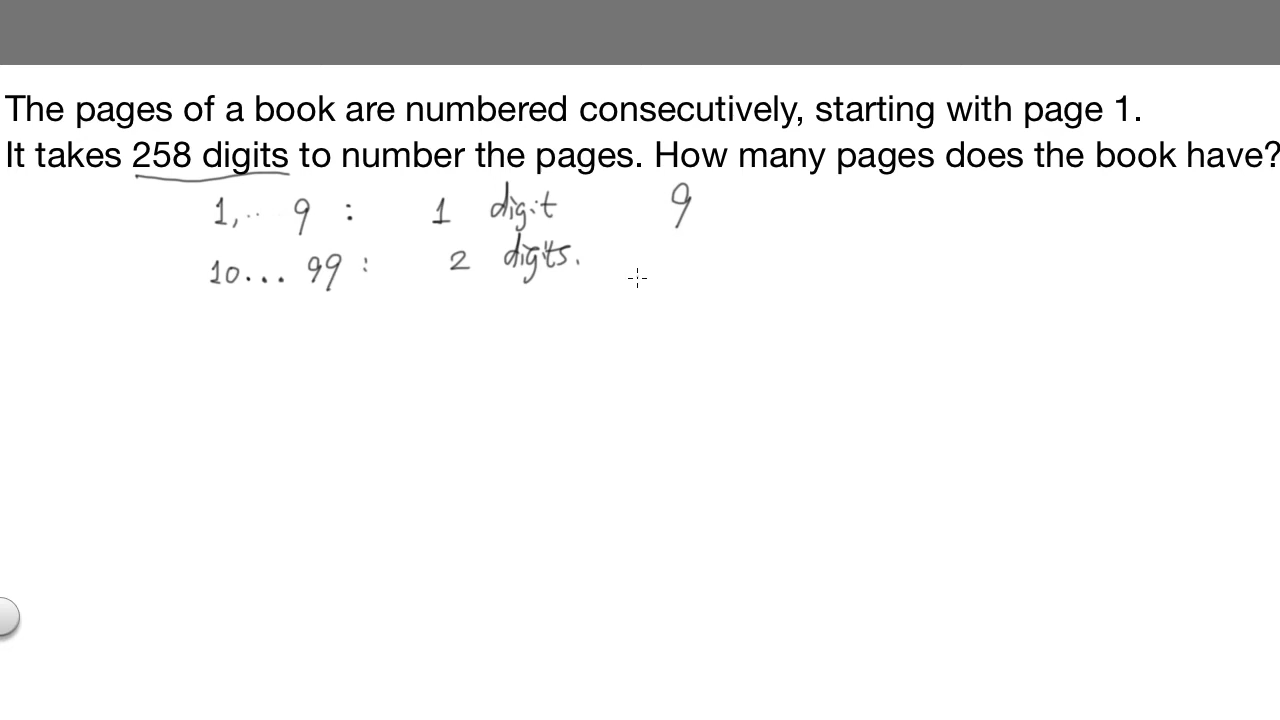 The pages of a book are numbered consecutively, starting with page 1.
It takes 258 digits to number the pages. How many pages does the book have?
1,.. 9 : 1 digit 9
10... 99 : 2 digits.